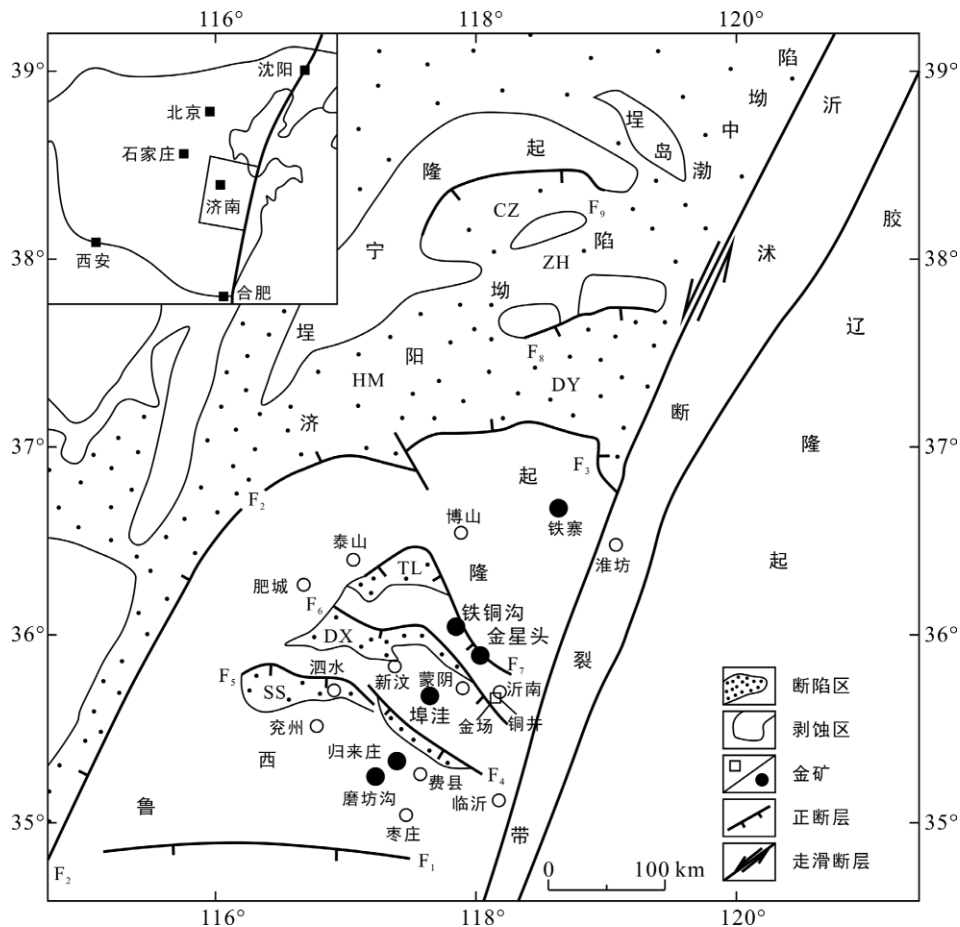 116°
118°
120°
39°
38°
37°
36°
35°
39°
38°
37°
36°
35°
116°
118°
120°
沈阳
北京
石家庄
济南
西安
合肥
陷
坳
中
渤
埕
岛
沂
沭
断
裂
带
胶
辽
隆
起
埕
宁
隆
起
CZ
F9
陷
ZH
坳
阳
济
F8
HM
DY
F3
F2
起
铁寨
博山
潍坊
泰山
TL
隆
肥城
F6
铁铜沟
金星头
DX
F7
F5
泗水
新汶
蒙阴
沂南
SS
埠洼
金场
铜井
兖州
西
归来庄
费县
F4
磨坊沟
临沂
鲁
枣庄
F1
F2
0
100 km
断陷区
剥蚀区
金矿
正断层
走滑断层